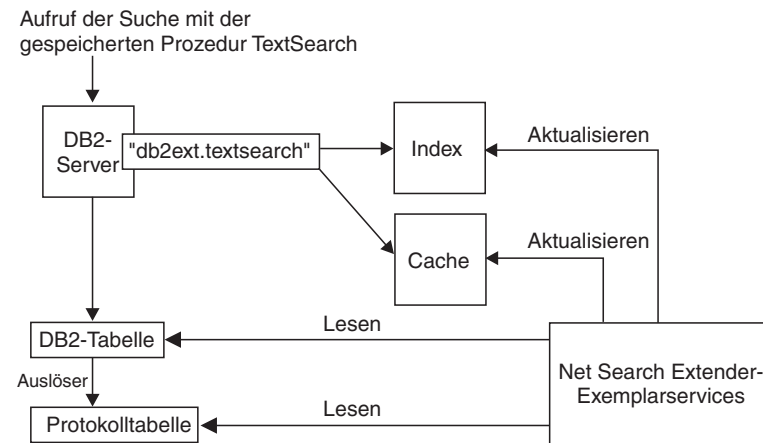 Aufruf der Suche mit der
gespeicherten Prozedur TextSearch
DB2-
Server
"db2ext.textsearch"
Index
Aktualisieren
Cache
Aktualisieren
DB2-Tabelle
Lesen
Auslöser
Net Search Extender-
Exemplarservices
Protokolltabelle
Lesen